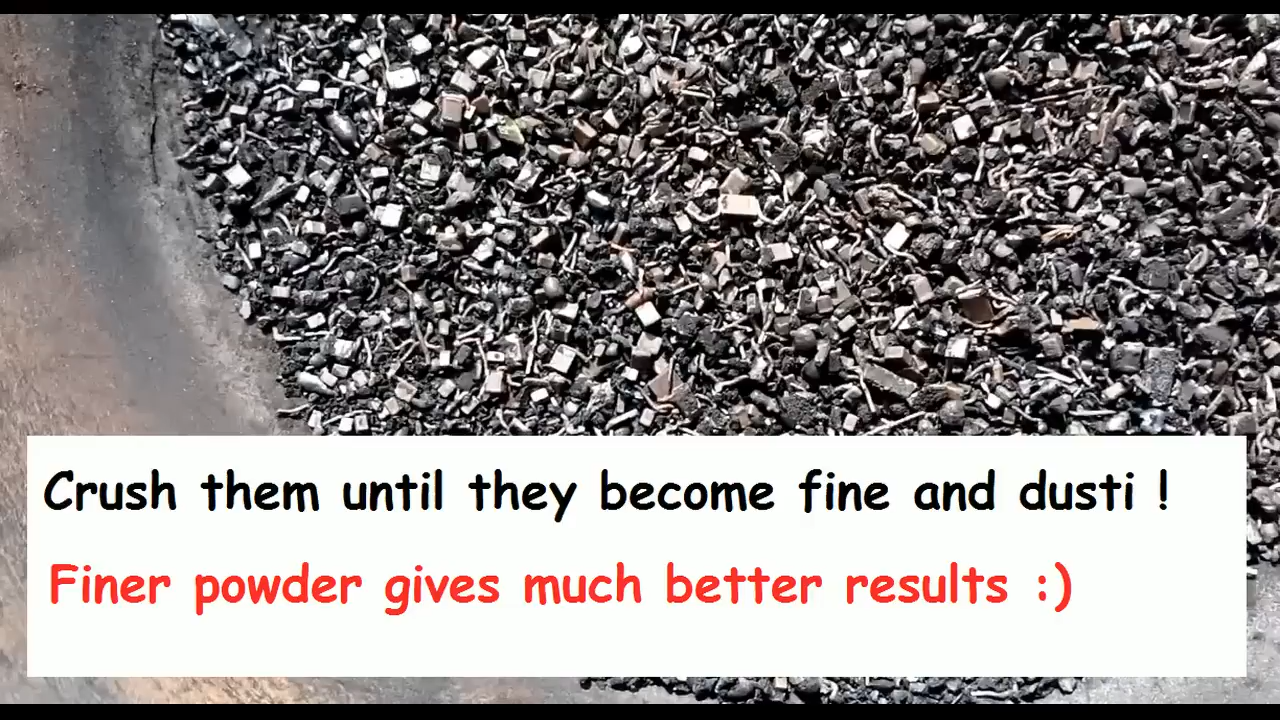 Crush them until they become fine and dusti !
Finer powder gives much better results :)